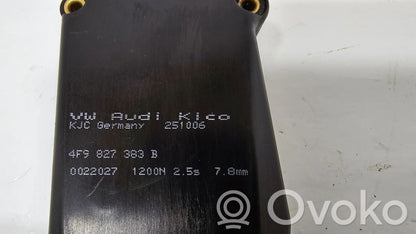 VW Audi Kico
KJC Germany 251006
4F9 827 383 B
0022027 1200N 2.5s 7.8mm
Ovoko